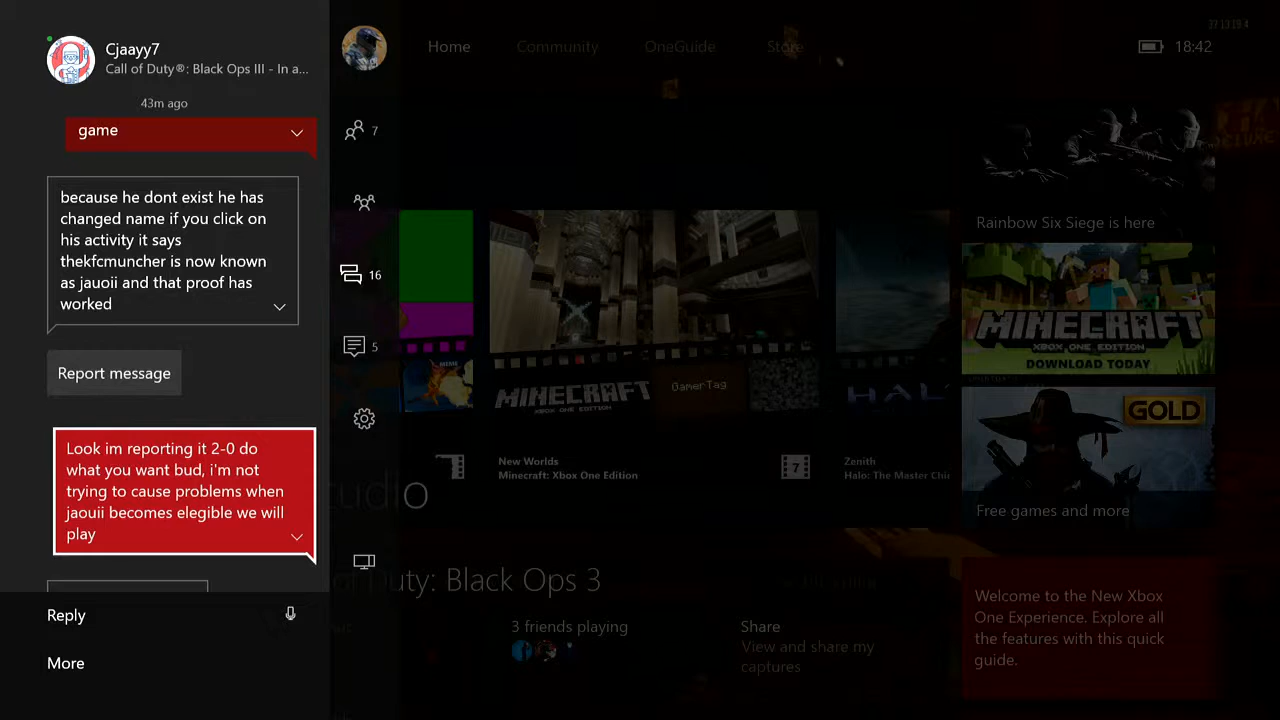 Cjaayy7
Call of Duty®: Black Ops III - In a...
43m ago
game
because he dont exist he has
changed name if you click on
his activity it says
thekfcmuncher is now known
as jauoii and that proof has
worked
Report message
Look im reporting it 2-0 do
what you want bud, i'm not
trying to cause problems when
jaouii becomes elegible we will
play
Reply
More
7
16
5
Home
Community
OneGuide
Store
18:42
MINECRAFT
XBOX ONE EDITION
GamerTag
HAL
New Worlds
Minecraft: Xbox One Edition
7
Zenith
Halo: The Master Chi
tudio
of Duty: Black Ops 3
3 friends playing
Share
View and share my
captures
Rainbow Six Siege is here
MINECRAFT
XBOX ONE EDITION
DOWNLOAD TODAY
GOLD
Free games and more
Welcome to the New Xbox
One Experience. Explore all
the features with this quick
guide.